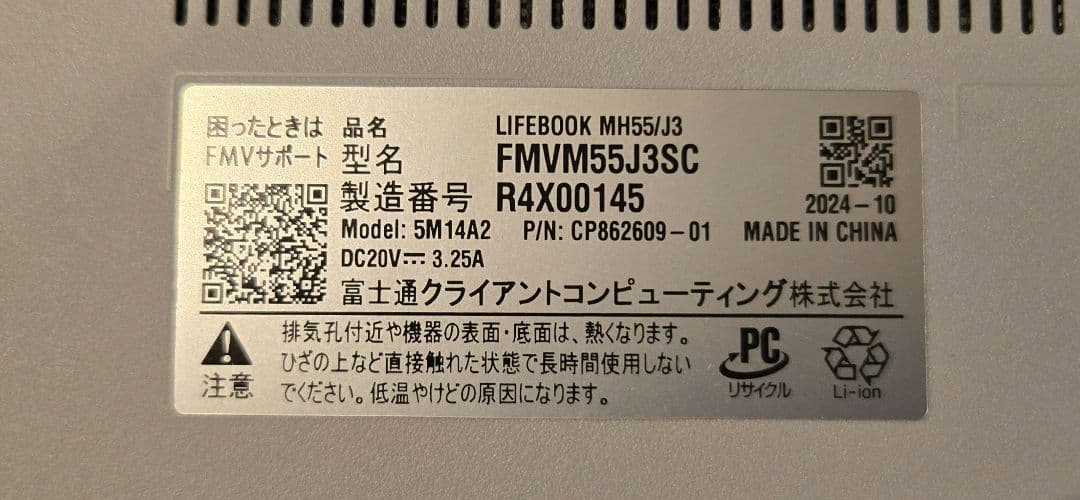 困ったときは
FMVサポート
品名 LIFEBOOK MH55/J3
型名 FMVM55J3SC
製造番号 R4X00145
2024-10
Model: 5M14A2 P/N: CP862609-01 MADE IN CHINA
DC20V⎓ 3.25A
富士通クライアントコンピューティング株式会社
注意
排気孔付近や機器の表面・底面は、熱くなります。
ひざの上など直接触れた状態で長時間使用しない
でください。低温やけどの原因になります。
PC
リサイクル
Li-ion